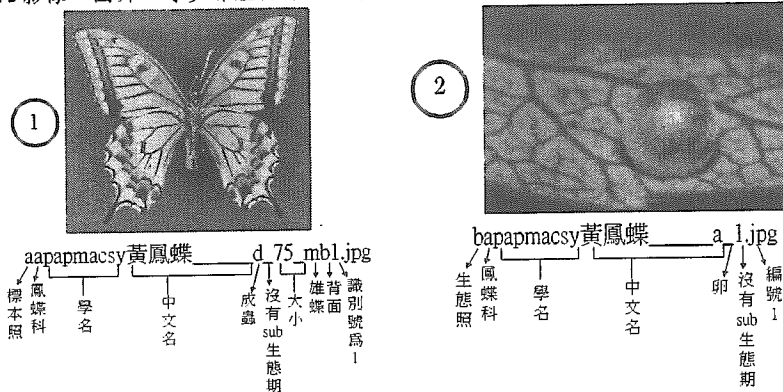 1
2
aapapmacsy黃鳳蝶______d_75_mb1.jpg
標本照
鳳蝶科
學名
中文名
成蟲
沒有sub生態期
大小
雄蝶
背面
識別號為1
bapapmacsy黃鳳蝶______a_1.jpg
生態照
鳳蝶科
學名
中文名
卵
沒有sub生態期
編號1